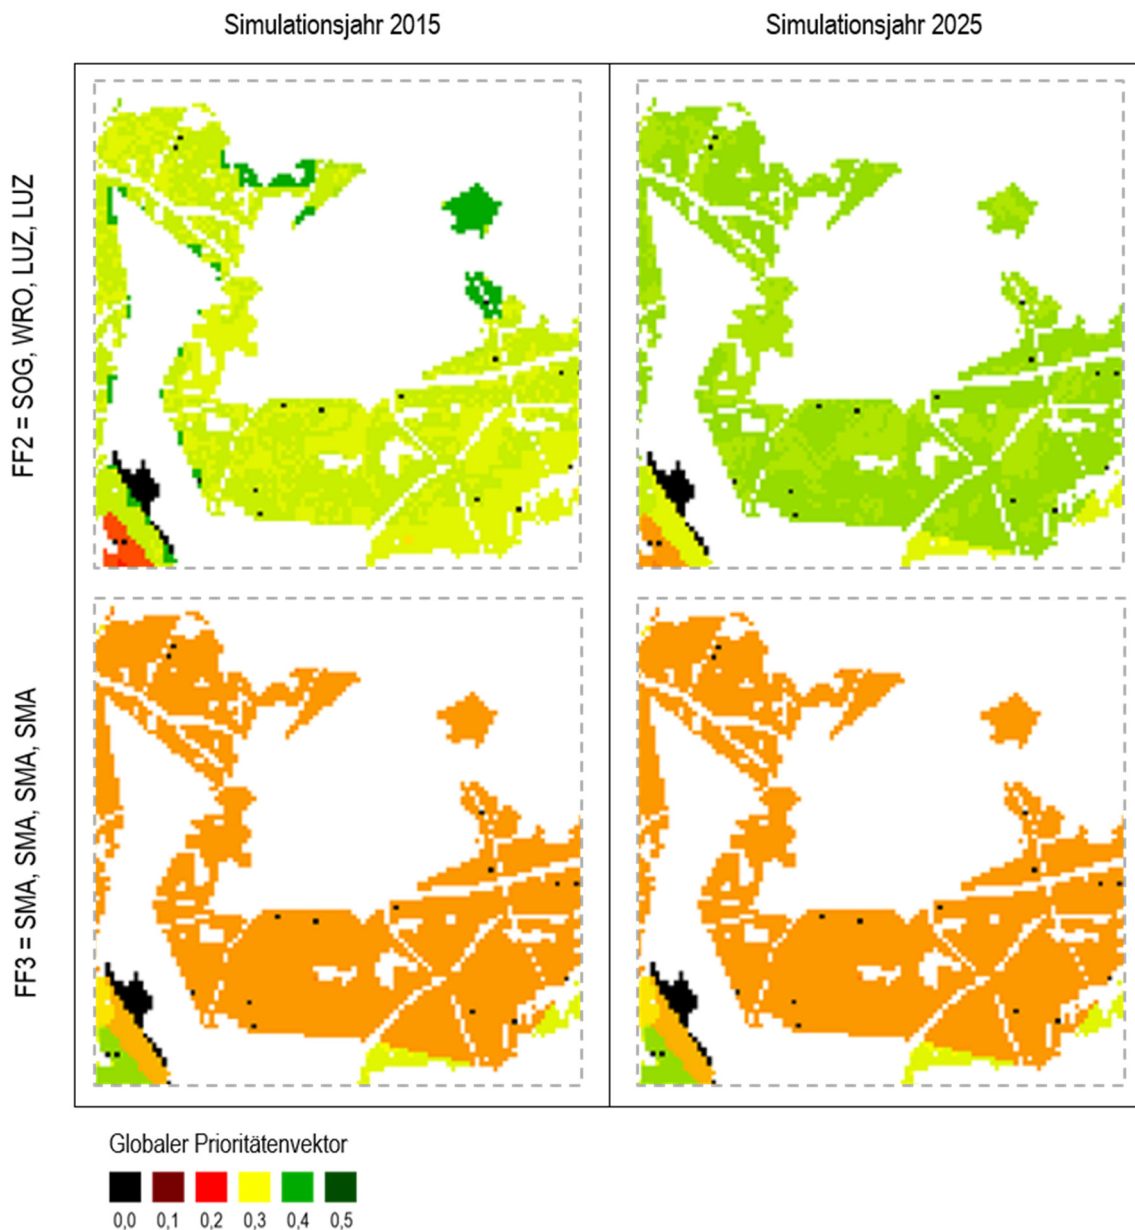 Simulationsjahr 2015
Simulationsjahr 2025
FF2 = SOG, WRO, LUZ, LUZ
FF3 = SMA, SMA, SMA, SMA
Globaler Prioritätenvektor
0,0 0,1 0,2 0,3 0,4 0,5